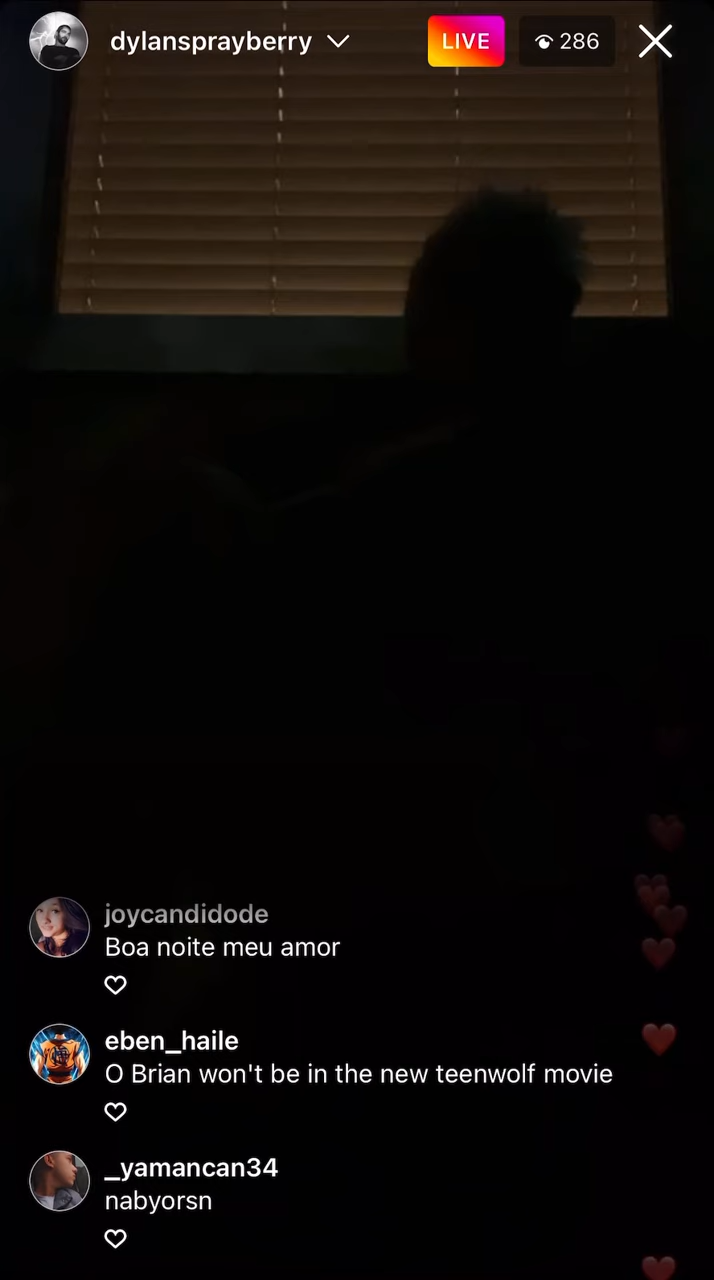 dylansprayberry
LIVE
286
joycandidode
Boa noite meu amor
eben_haile
O Brian won't be in the new teenwolf movie
_yamancan34
nabyorsn